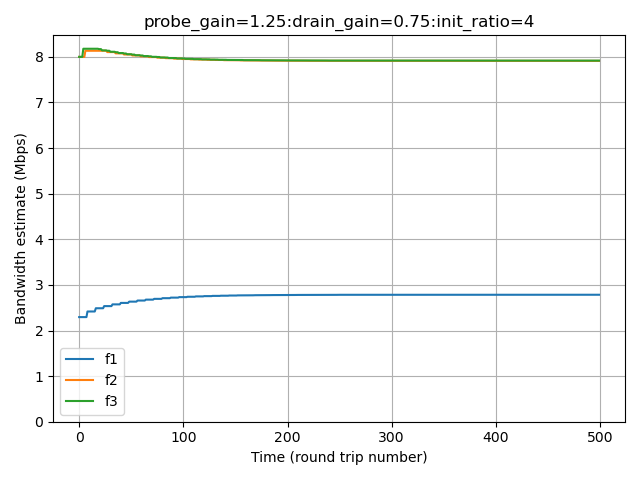 probe_gain=1.25:drain_gain=0.75:init_ratio=4
Bandwidth estimate (Mbps)
8
7
6
5
4
3
2
1
0
f1
f2
f3
0 100 200 300 400 500
Time (round trip number)